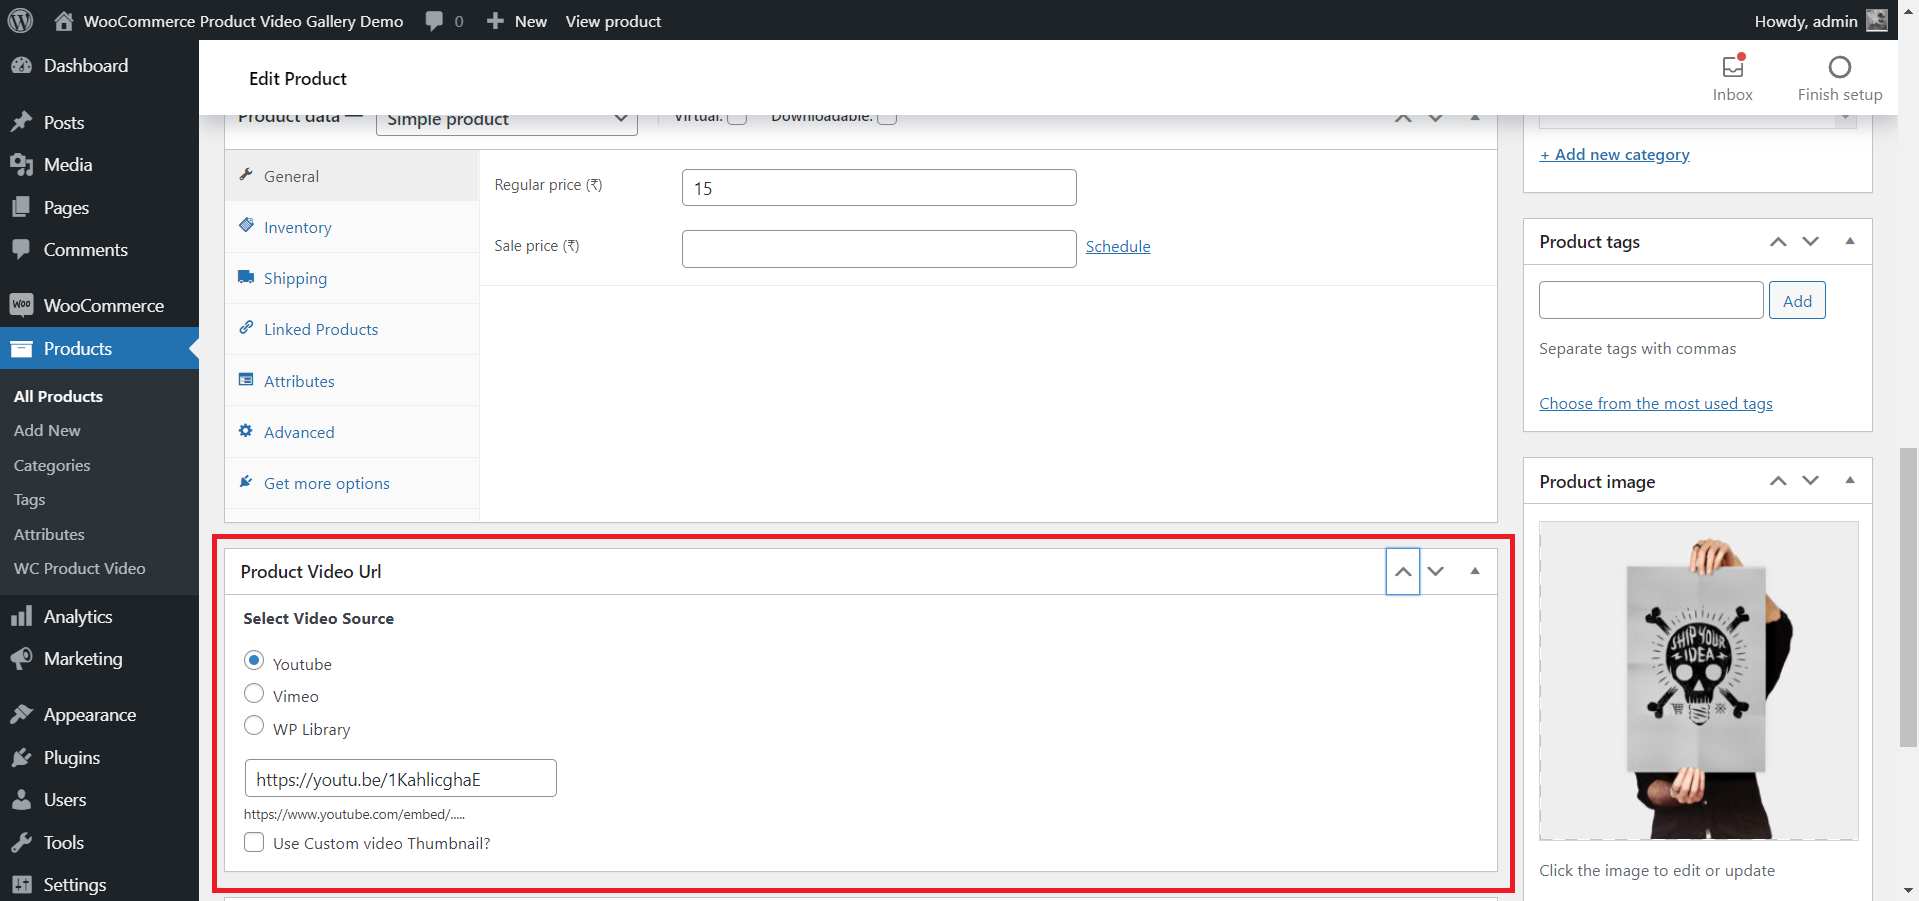 WooCommerce Product Video Gallery Demo 0 New View product Howdy, admin
Dashboard
Posts
Media
Pages
Comments
WOO WooCommerce
Products
All Products
Add New
Categories
Tags
Attributes
WC Product Video
Analytics
Marketing
Appearance
Plugins
Users
Tools
Settings
Edit Product
Inbox
Finish setup
Product data — Simple product Virtual: Downloadable:
General
Inventory
Shipping
Linked Products
Attributes
Advanced
Get more options
Regular price (₹) 15
Sale price (₹) Schedule
Product Video Url
Select Video Source
Youtube
Vimeo
WP Library
https://youtu.be/1KahlicghaE
https://www.youtube.com/embed/.....
Use Custom video Thumbnail?
+ Add new category
Product tags
Add
Separate tags with commas
Choose from the most used tags
Product image
SHIP YOUR
IDEA
Click the image to edit or update